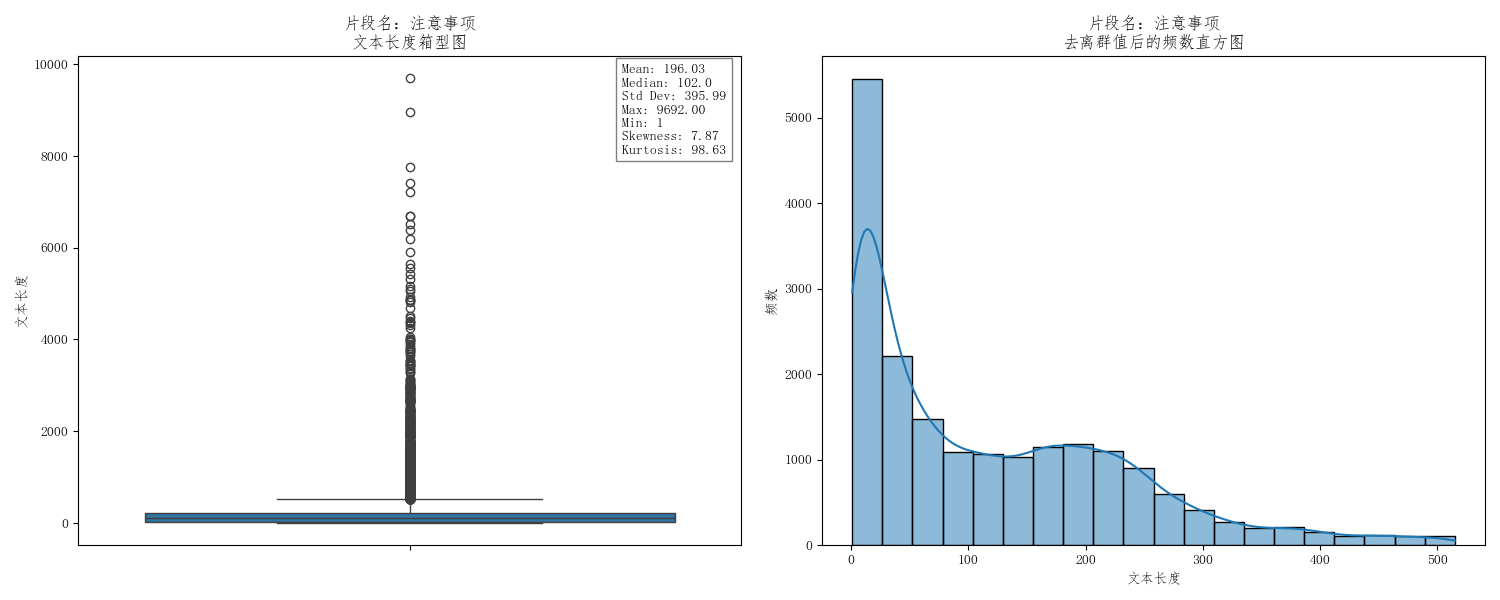 片段名：注意事项
文本长度箱型图
10000
8000
6000
4000
2000
0
文本长度
Mean: 196.03
Median: 102.0
Std Dev: 395.99
Max: 9692.00
Min: 1
Skewness: 7.87
Kurtosis: 98.63
片段名：注意事项
去离群值后的频数直方图
5000
4000
3000
2000
1000
0
频数
0
100
200
300
400
500
文本长度